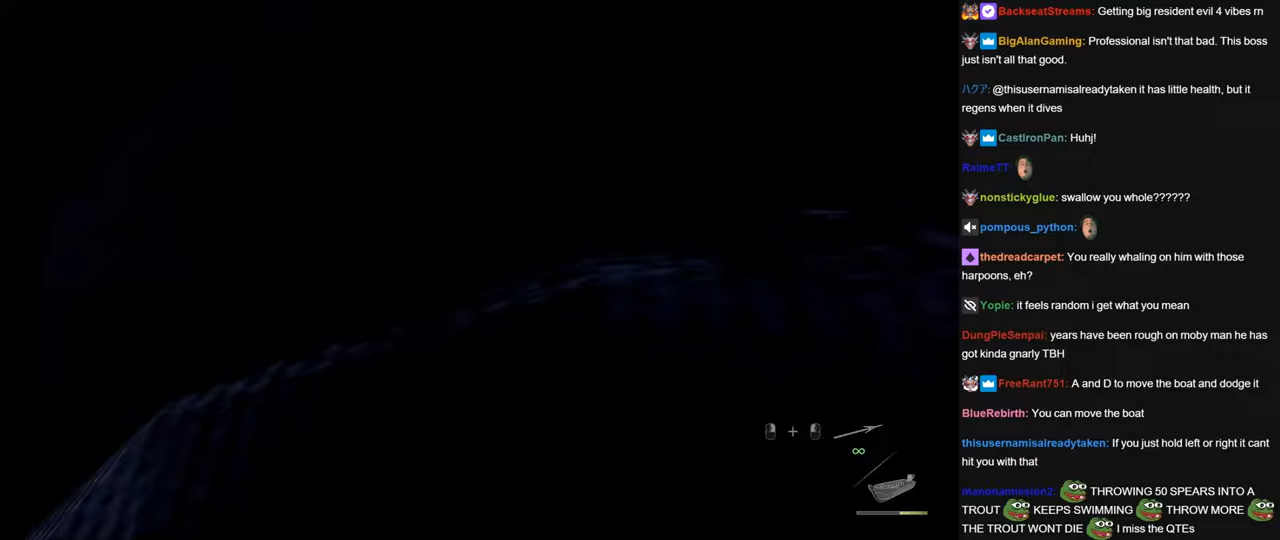 BackseatStreams: Getting big resident evil 4 vibes rn
BigAlanGaming: Professional isn't that bad. This boss
just isn't all that good.
ハクア: @thisusernamisalreadytaken it has little health, but it
regens when it dives
CastIronPan: Huhj!
RaimeTT:
nonstickyglue: swallow you whole??????
pompous_python:
thedreadcarpet: You really whaling on him with those
harpoons, eh?
Yopie: it feels random i get what you mean
DungPieSenpai: years have been rough on moby man he has
got kinda gnarly TBH
FreeRant751: A and D to move the boat and dodge it
BlueRebirth: You can move the boat
thisusernamisalreadytaken: If you just hold left or right it cant
hit you with that
manonamission2: THROWING 50 SPEARS INTO A
TROUT KEEPS SWIMMING THROW MORE
THE TROUT WONT DIE I miss the QTEs
+
∞